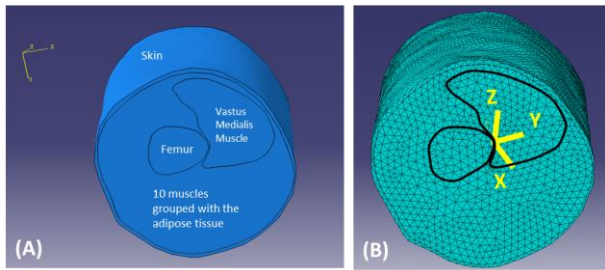 x
y
Skin
Vastus
Medialis
Muscle
Femur
10 muscles
grouped with the
adipose tissue
(A)
Z
Y
X
(B)